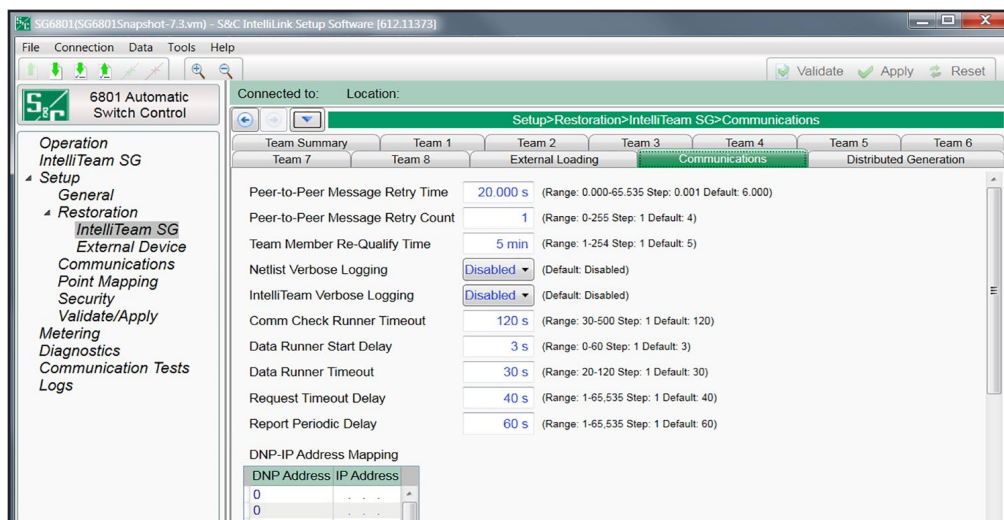 SG6801(SG6801Snapshot-7.3.vm) - S&C IntelliLink Setup Software [612.11373]
File Connection Data Tools Help
Validate Apply Reset
S&C
6801 Automatic
Switch Control
Operation
IntelliTeam SG
Setup
General
Restoration
IntelliTeam SG
External Device
Communications
Point Mapping
Security
Validate/Apply
Metering
Diagnostics
Communication Tests
Logs
Connected to: Location:
Setup>Restoration>IntelliTeam SG>Communications
Team Summary Team 1 Team 2 Team 3 Team 4 Team 5 Team 6
Team 7 Team 8 External Loading Communications Distributed Generation
Peer-to-Peer Message Retry Time 20.000 s (Range: 0.000-65.535 Step: 0.001 Default: 6.000)
Peer-to-Peer Message Retry Count 1 (Range: 0-255 Step: 1 Default: 4)
Team Member Re-Qualify Time 5 min (Range: 1-254 Step: 1 Default: 5)
Netlist Verbose Logging Disabled (Default: Disabled)
IntelliTeam Verbose Logging Disabled (Default: Disabled)
Comm Check Runner Timeout 120 s (Range: 30-500 Step: 1 Default: 120)
Data Runner Start Delay 3 s (Range: 0-60 Step: 1 Default: 3)
Data Runner Timeout 30 s (Range: 20-120 Step: 1 Default: 30)
Request Timeout Delay 40 s (Range: 1-65,535 Step: 1 Default: 40)
Report Periodic Delay 60 s (Range: 1-65,535 Step: 1 Default: 60)
DNP-IP Address Mapping
DNP Address IP Address
0 . . .
0 . . .